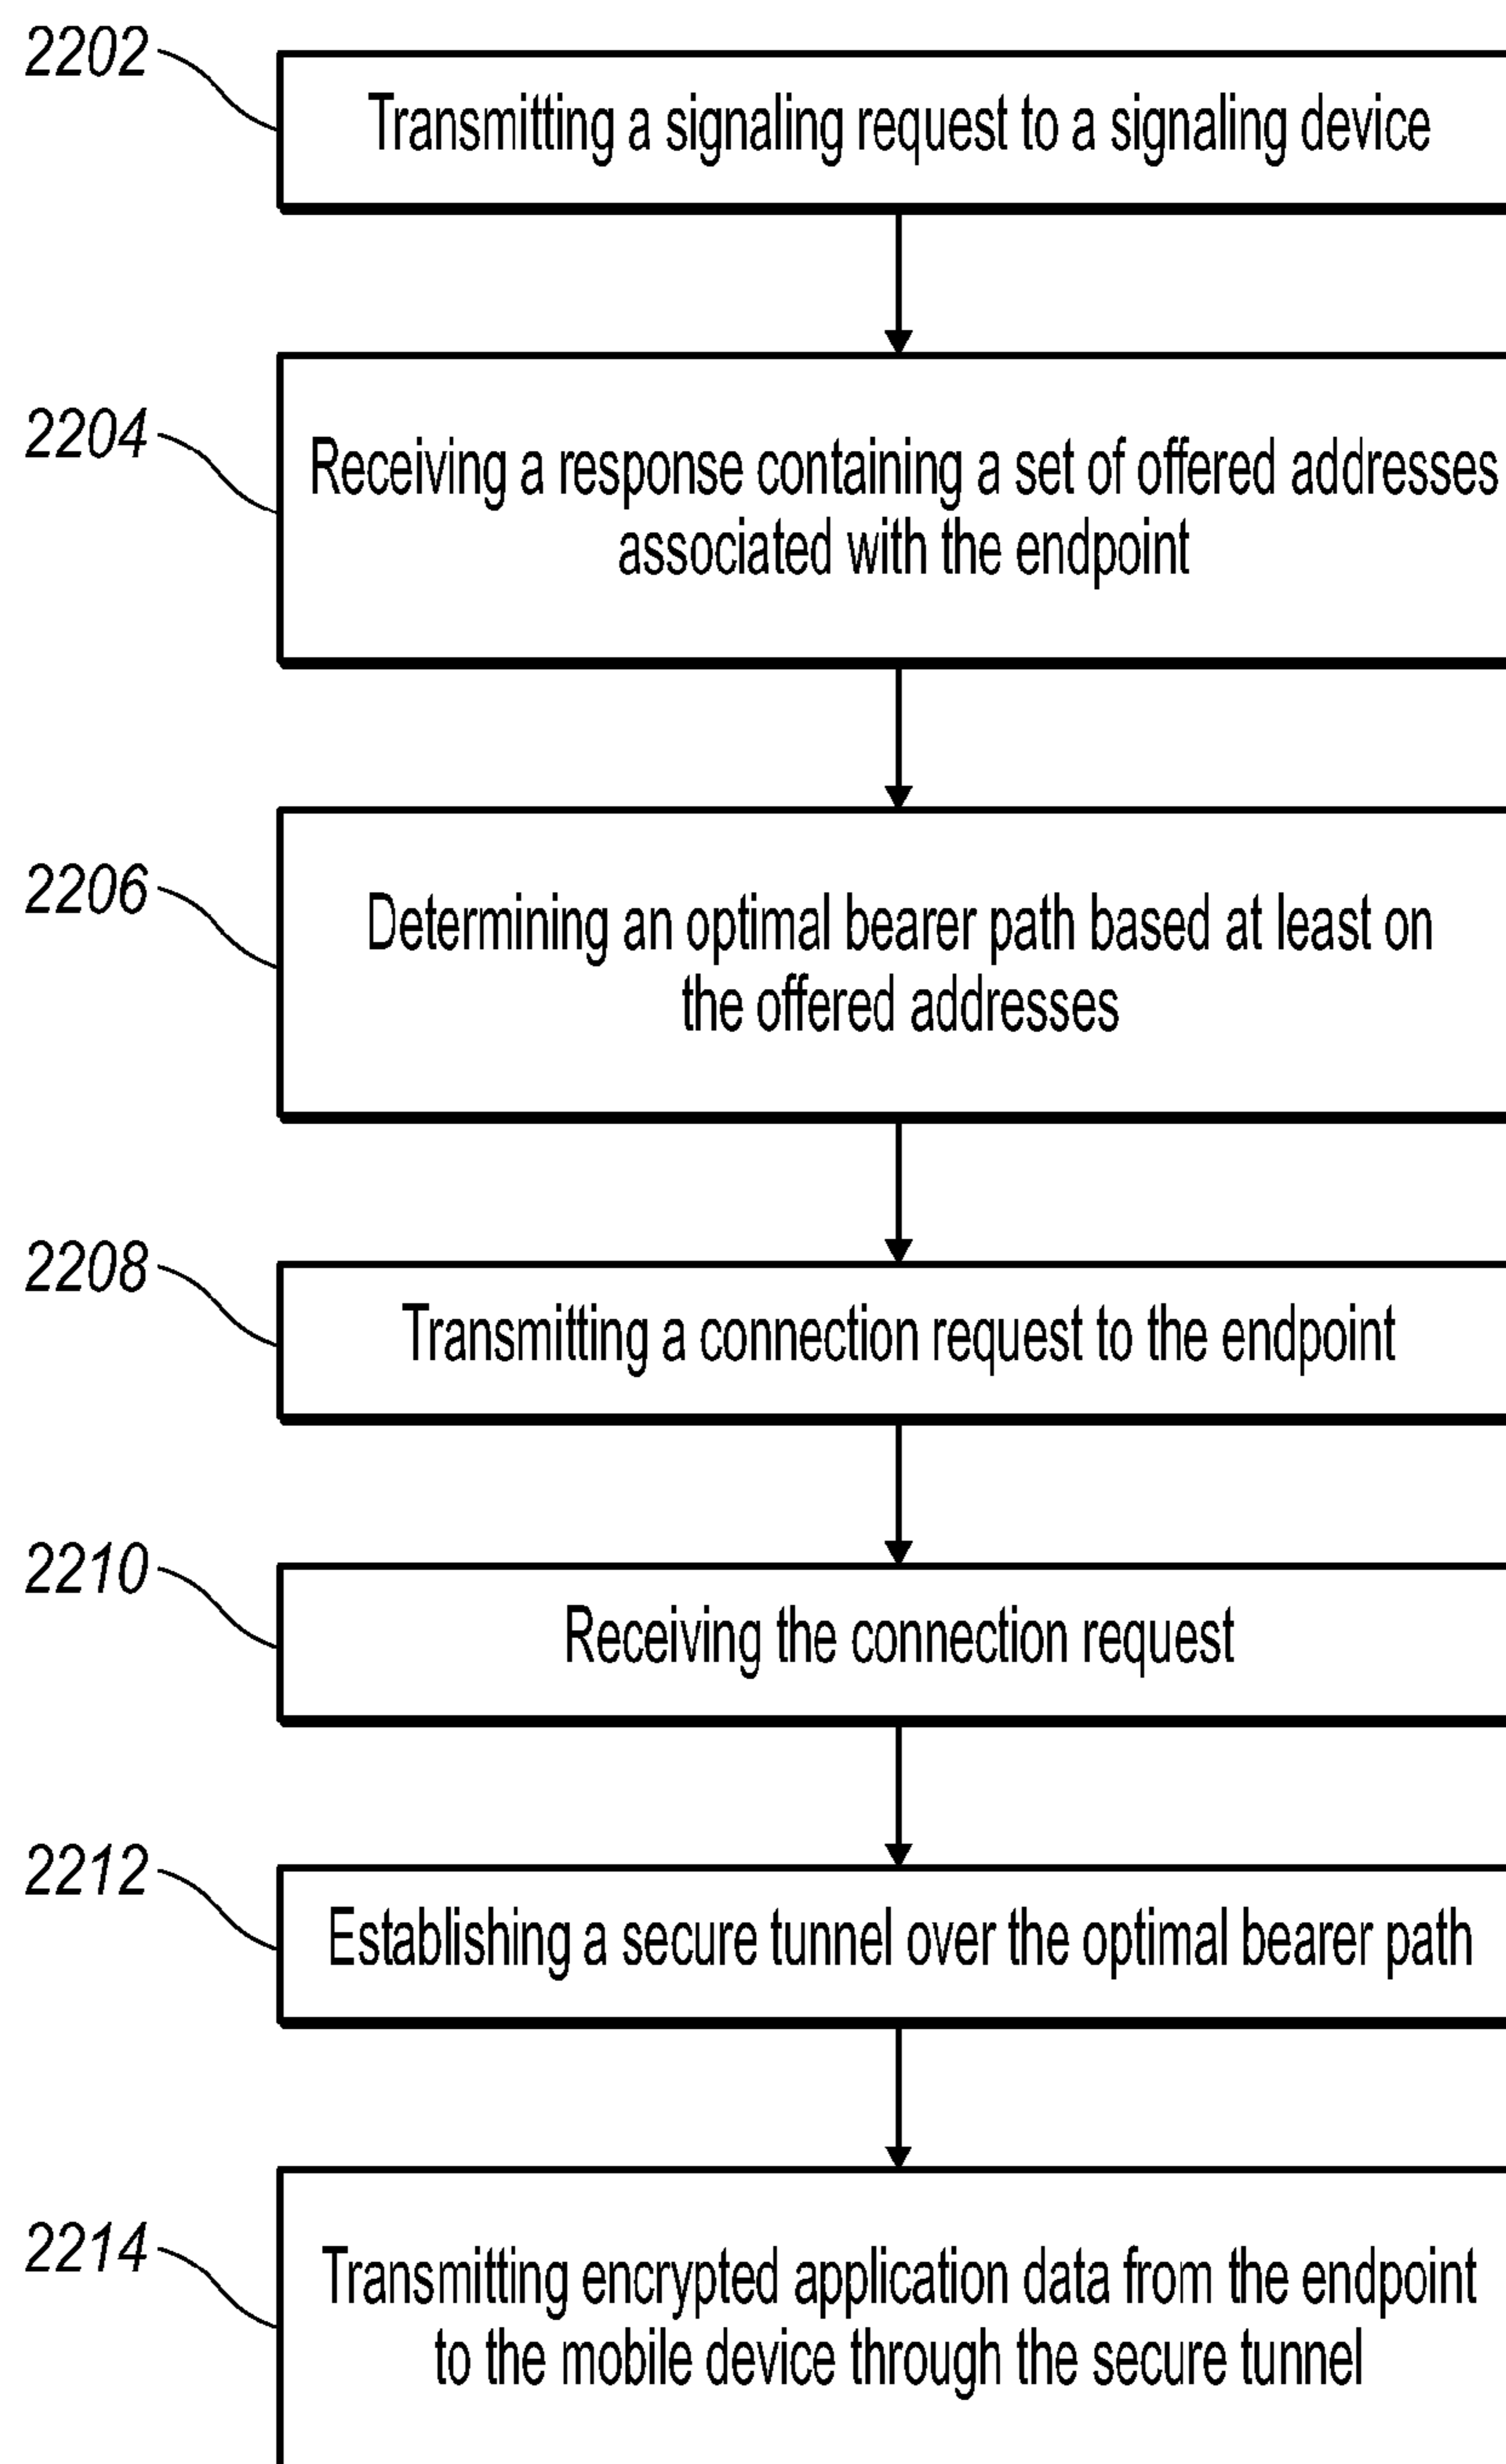 2202
Transmitting a signaling request to a signaling device
2204
Receiving a response containing a set of offered addresses
associated with the endpoint
2206
Determining an optimal bearer path based at least on
the offered addresses
2208
Transmitting a connection request to the endpoint
2210
Receiving the connection request
2212
Establishing a secure tunnel over the optimal bearer path
2214
Transmitting encrypted application data from the endpoint
to the mobile device through the secure tunnel